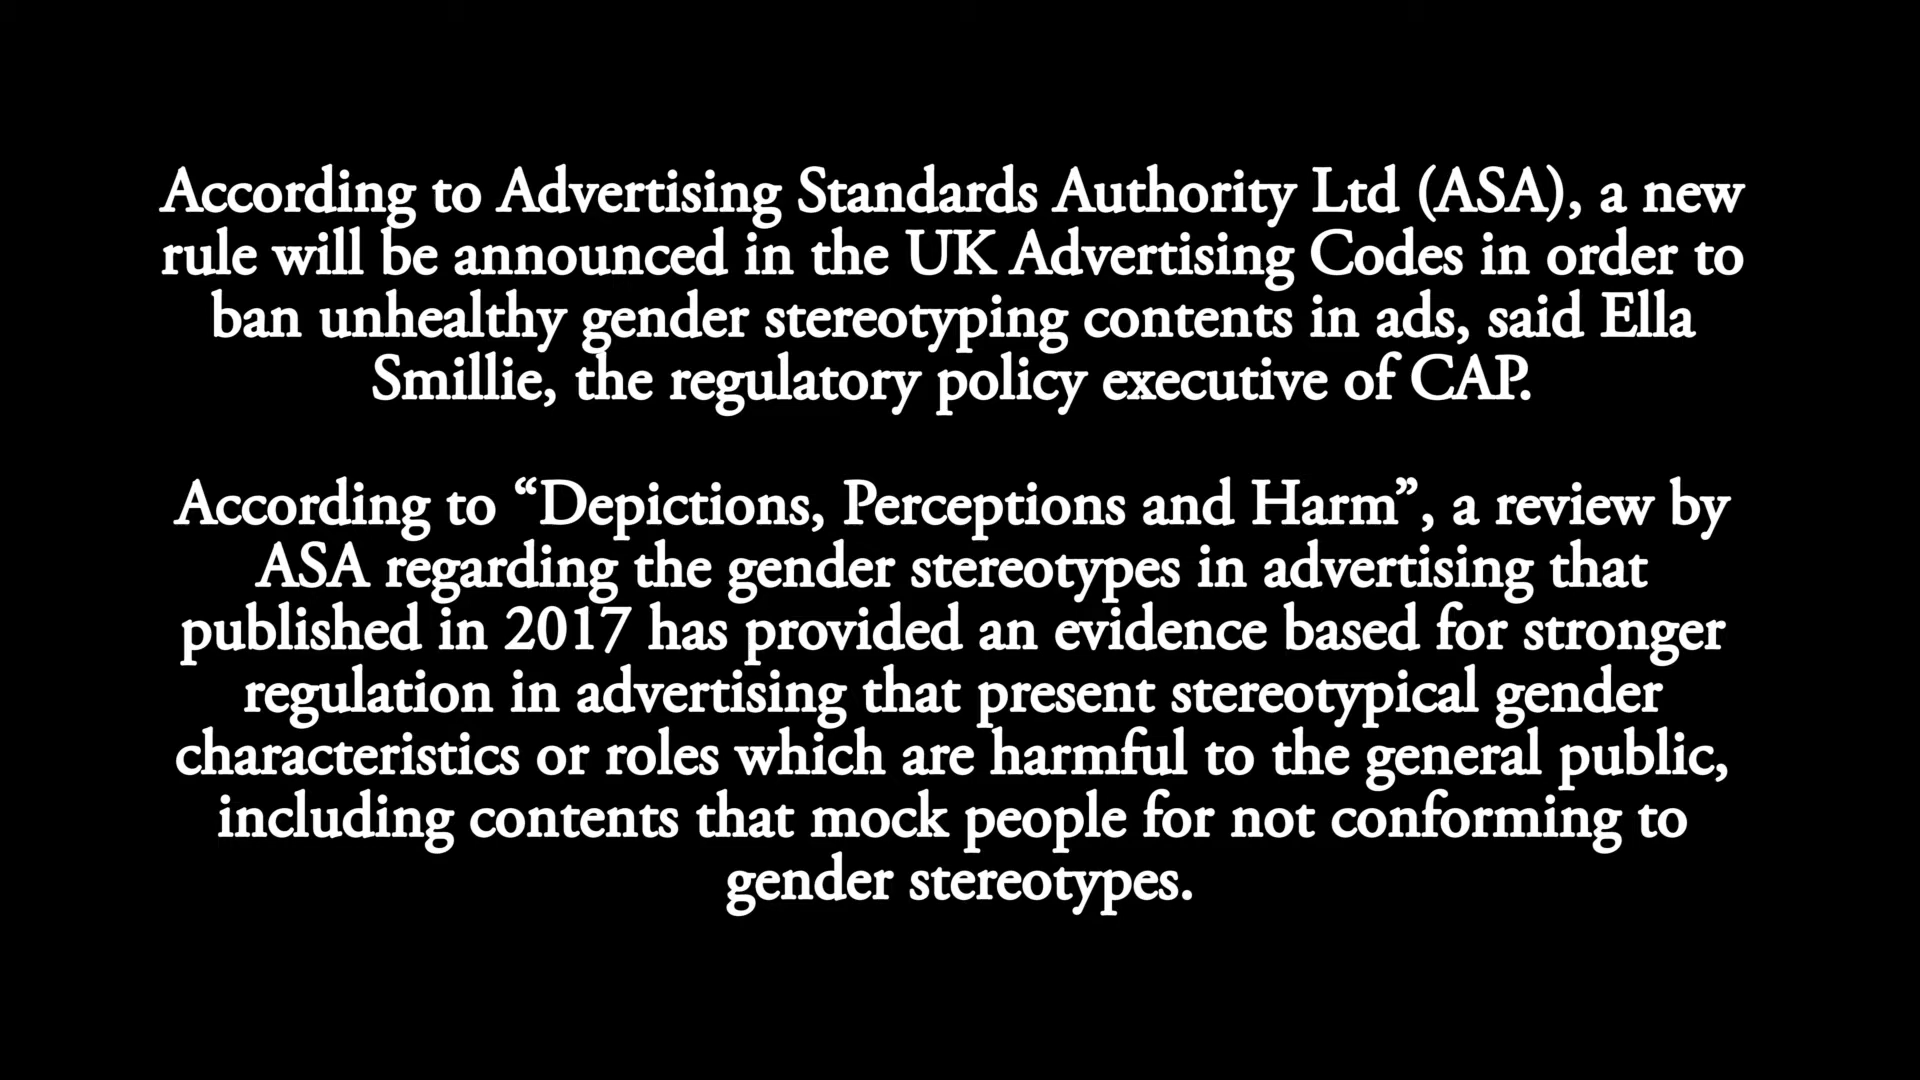 According to Advertising Standards Authority Ltd (ASA), a new
rule will be announced in the UK Advertising Codes in order to
ban unhealthy gender stereotyping contents in ads, said Ella
Smillie, the regulatory policy executive of CAP.
According to “Depictions, Perceptions and Harm”, a review by
ASA regarding the gender stereotypes in advertising that
published in 2017 has provided an evidence based for stronger
regulation in advertising that present stereotypical gender
characteristics or roles which are harmful to the general public,
including contents that mock people for not conforming to
gender stereotypes.